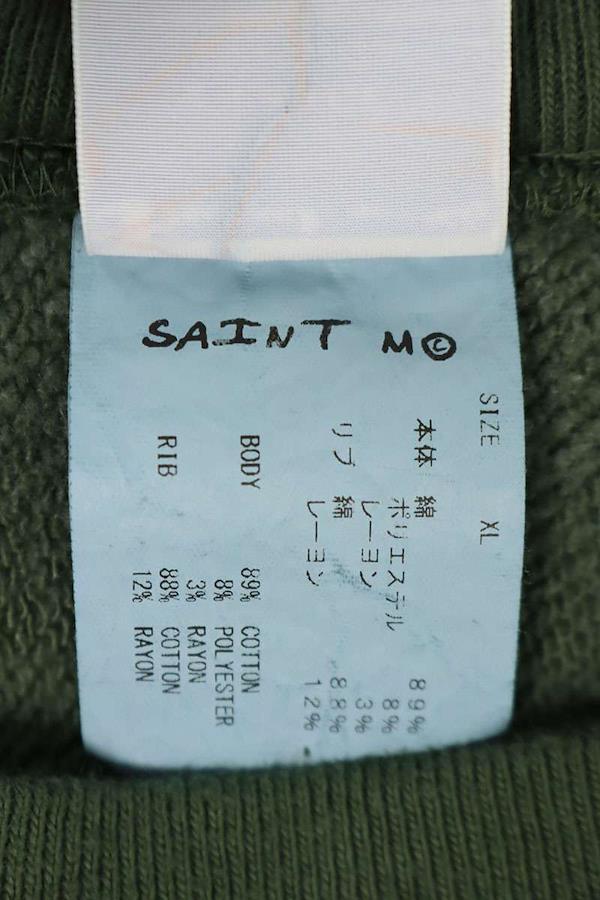 SAINT M©
SIZE XL
本体 綿 89%
ポリエステル 8%
レーヨン 3%
リブ 綿 88%
レーヨン 12%
BODY 89% COTTON
8% POLYESTER
3% RAYON
RIB 88% COTTON
12% RAYON